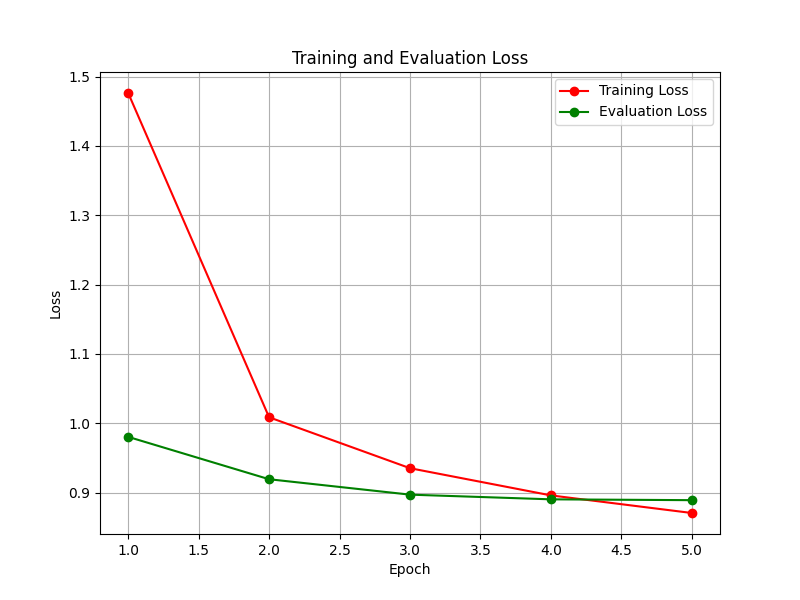 Training and Evaluation Loss
Training Loss
Evaluation Loss
1.5
1.4
1.3
1.2
1.1
1.0
0.9
Loss
1.0 1.5 2.0 2.5 3.0 3.5 4.0 4.5 5.0
Epoch